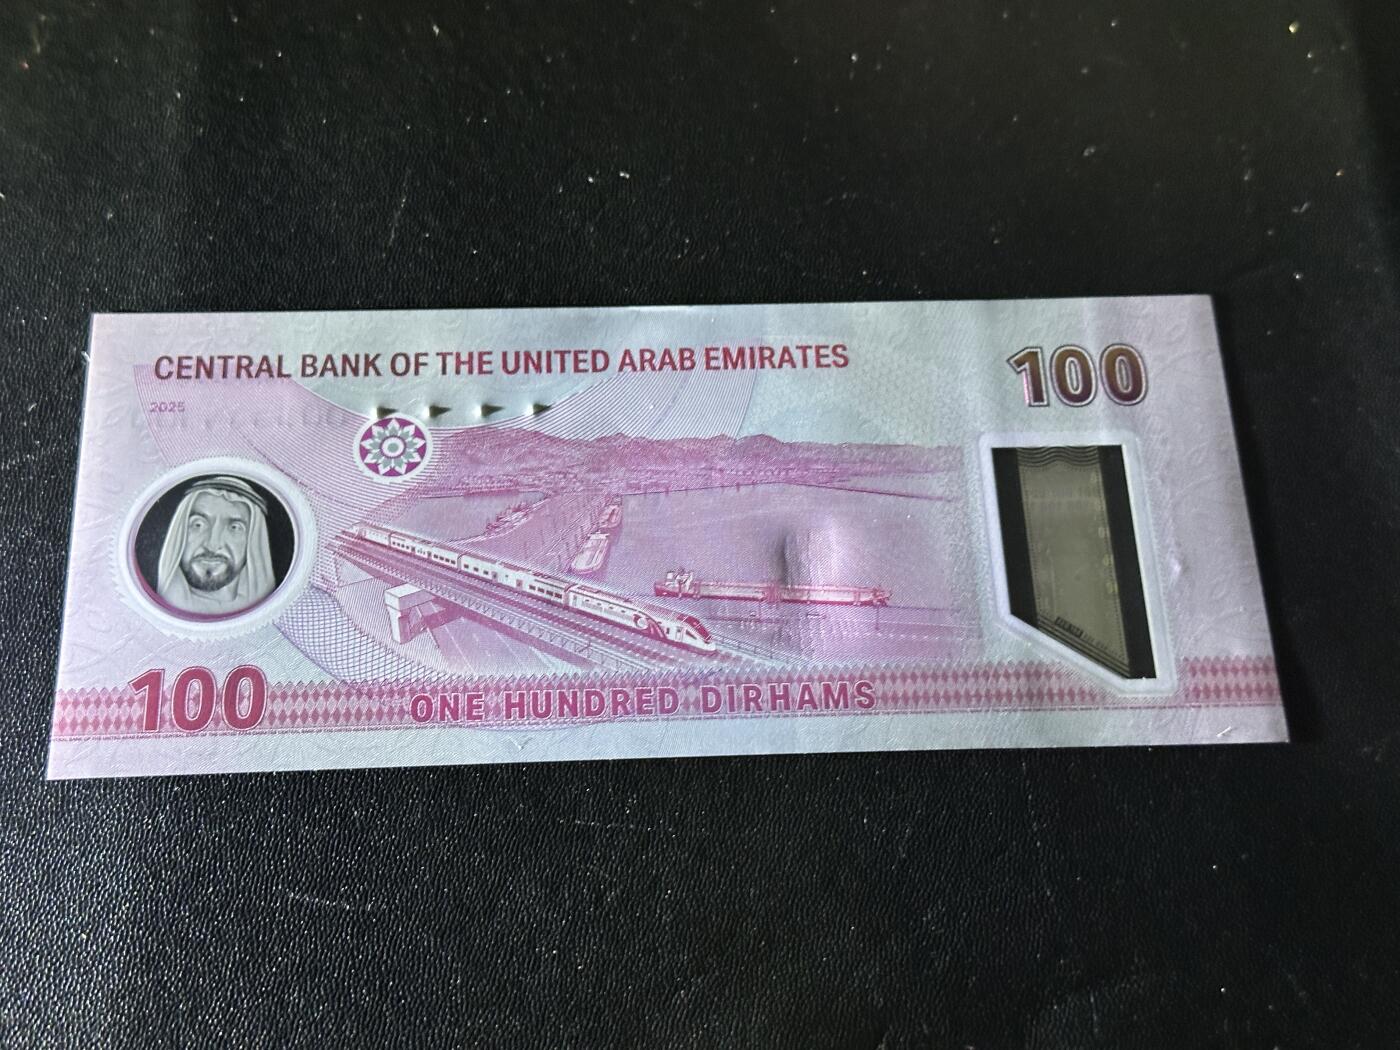 CENTRAL BANK OF THE UNITED ARAB EMIRATES
100
2025
100
ONE HUNDRED DIRHAMS